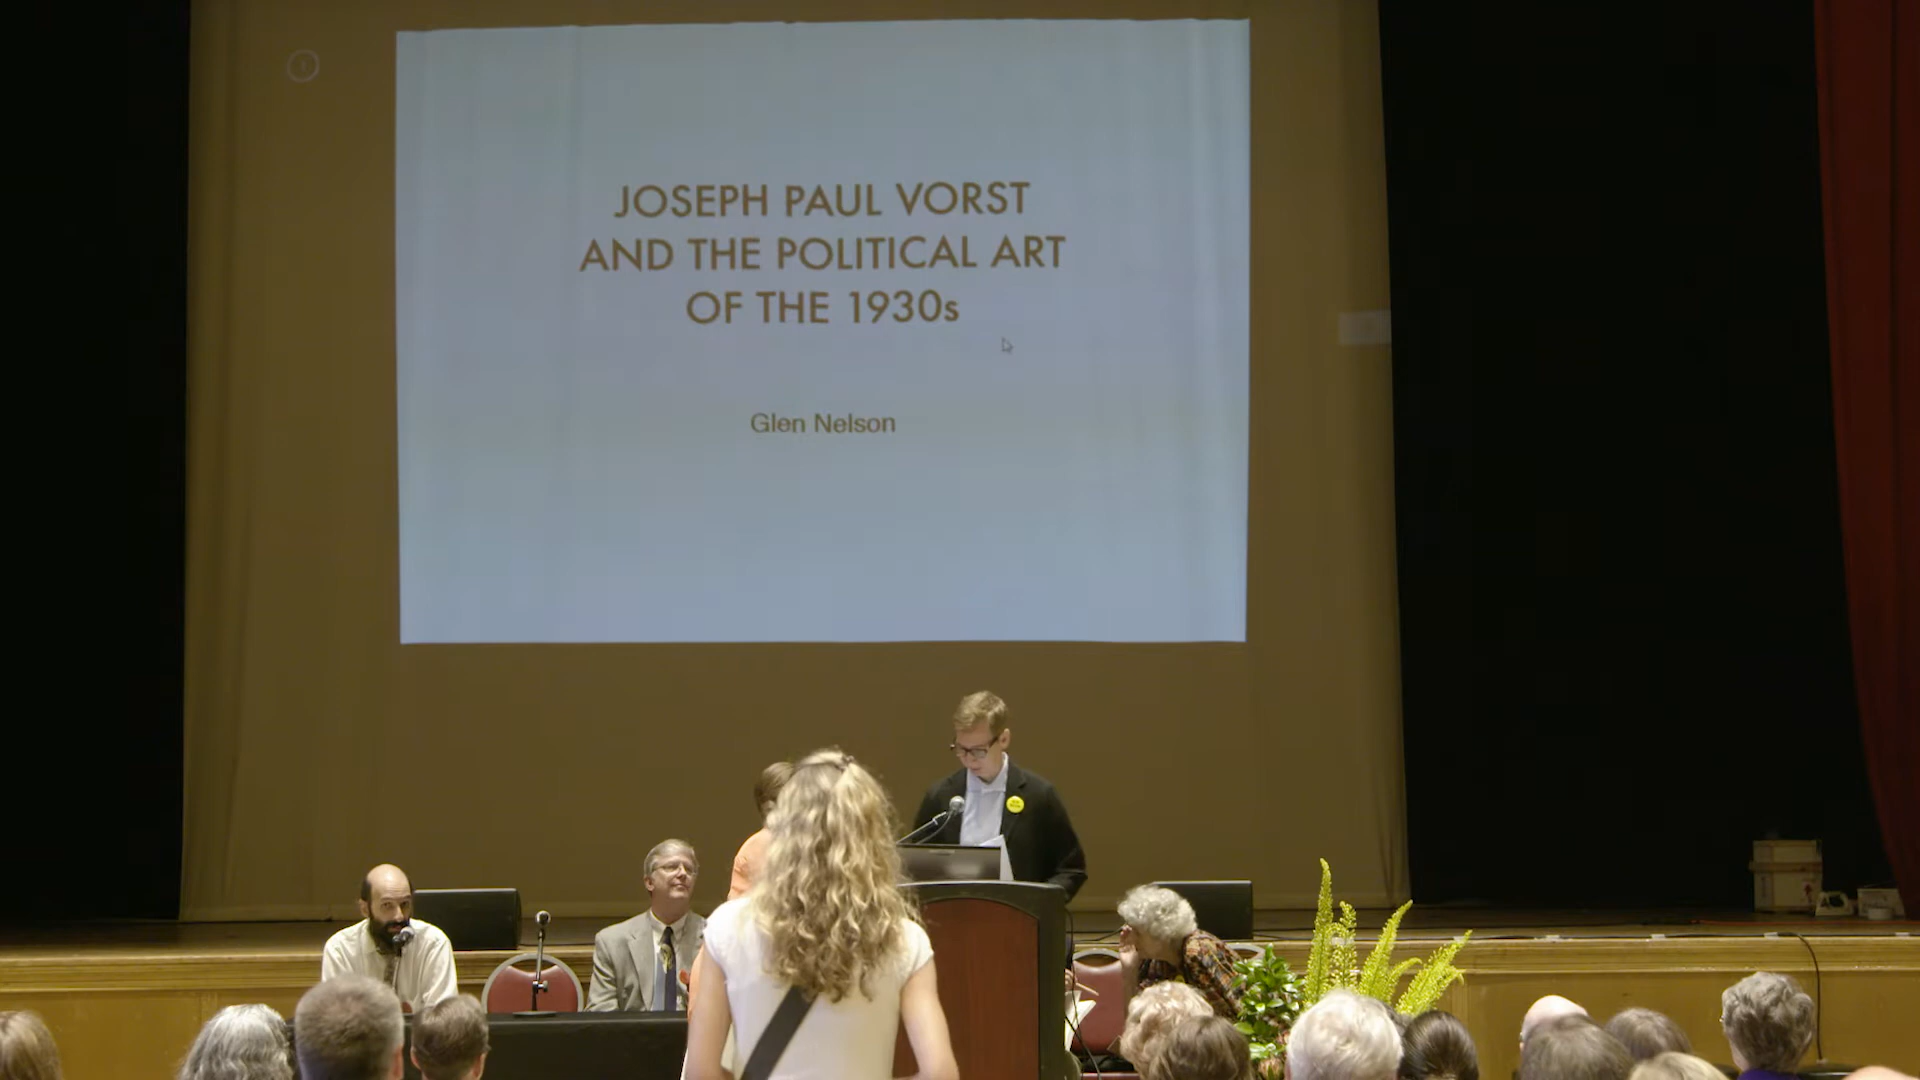 JOSEPH PAUL VORST
AND THE POLITICAL ART
OF THE 1930s
Glen Nelson